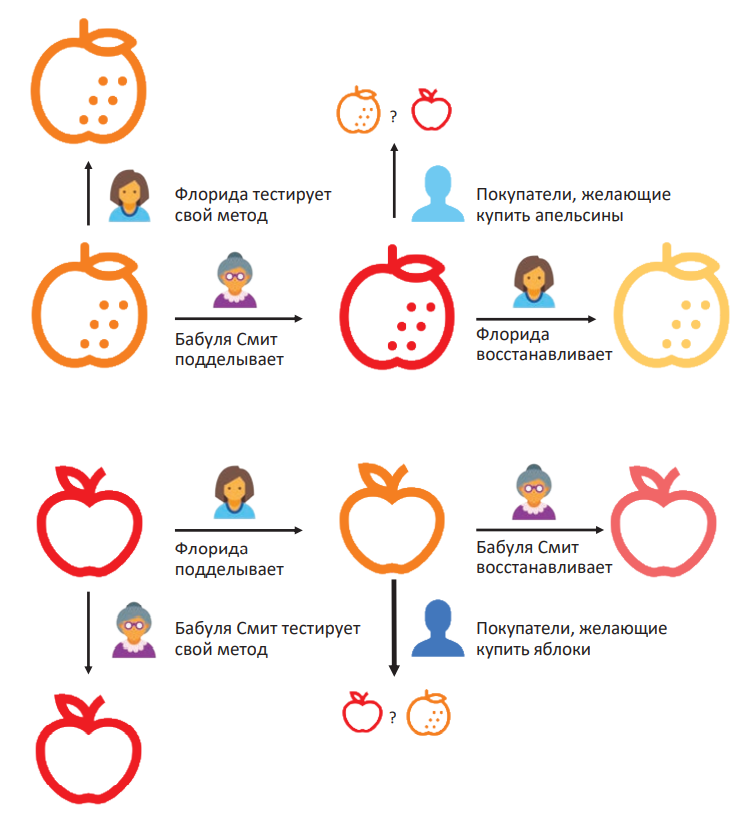 ?
Флорида тестирует
свой метод
Покупатели, желающие
купить апельсины
Бабуля Смит
подделывает
Флорида
восстанавливает
Флорида
подделывает
Бабуля Смит
восстанавливает
Бабуля Смит тестирует
свой метод
Покупатели, желающие
купить яблоки
?